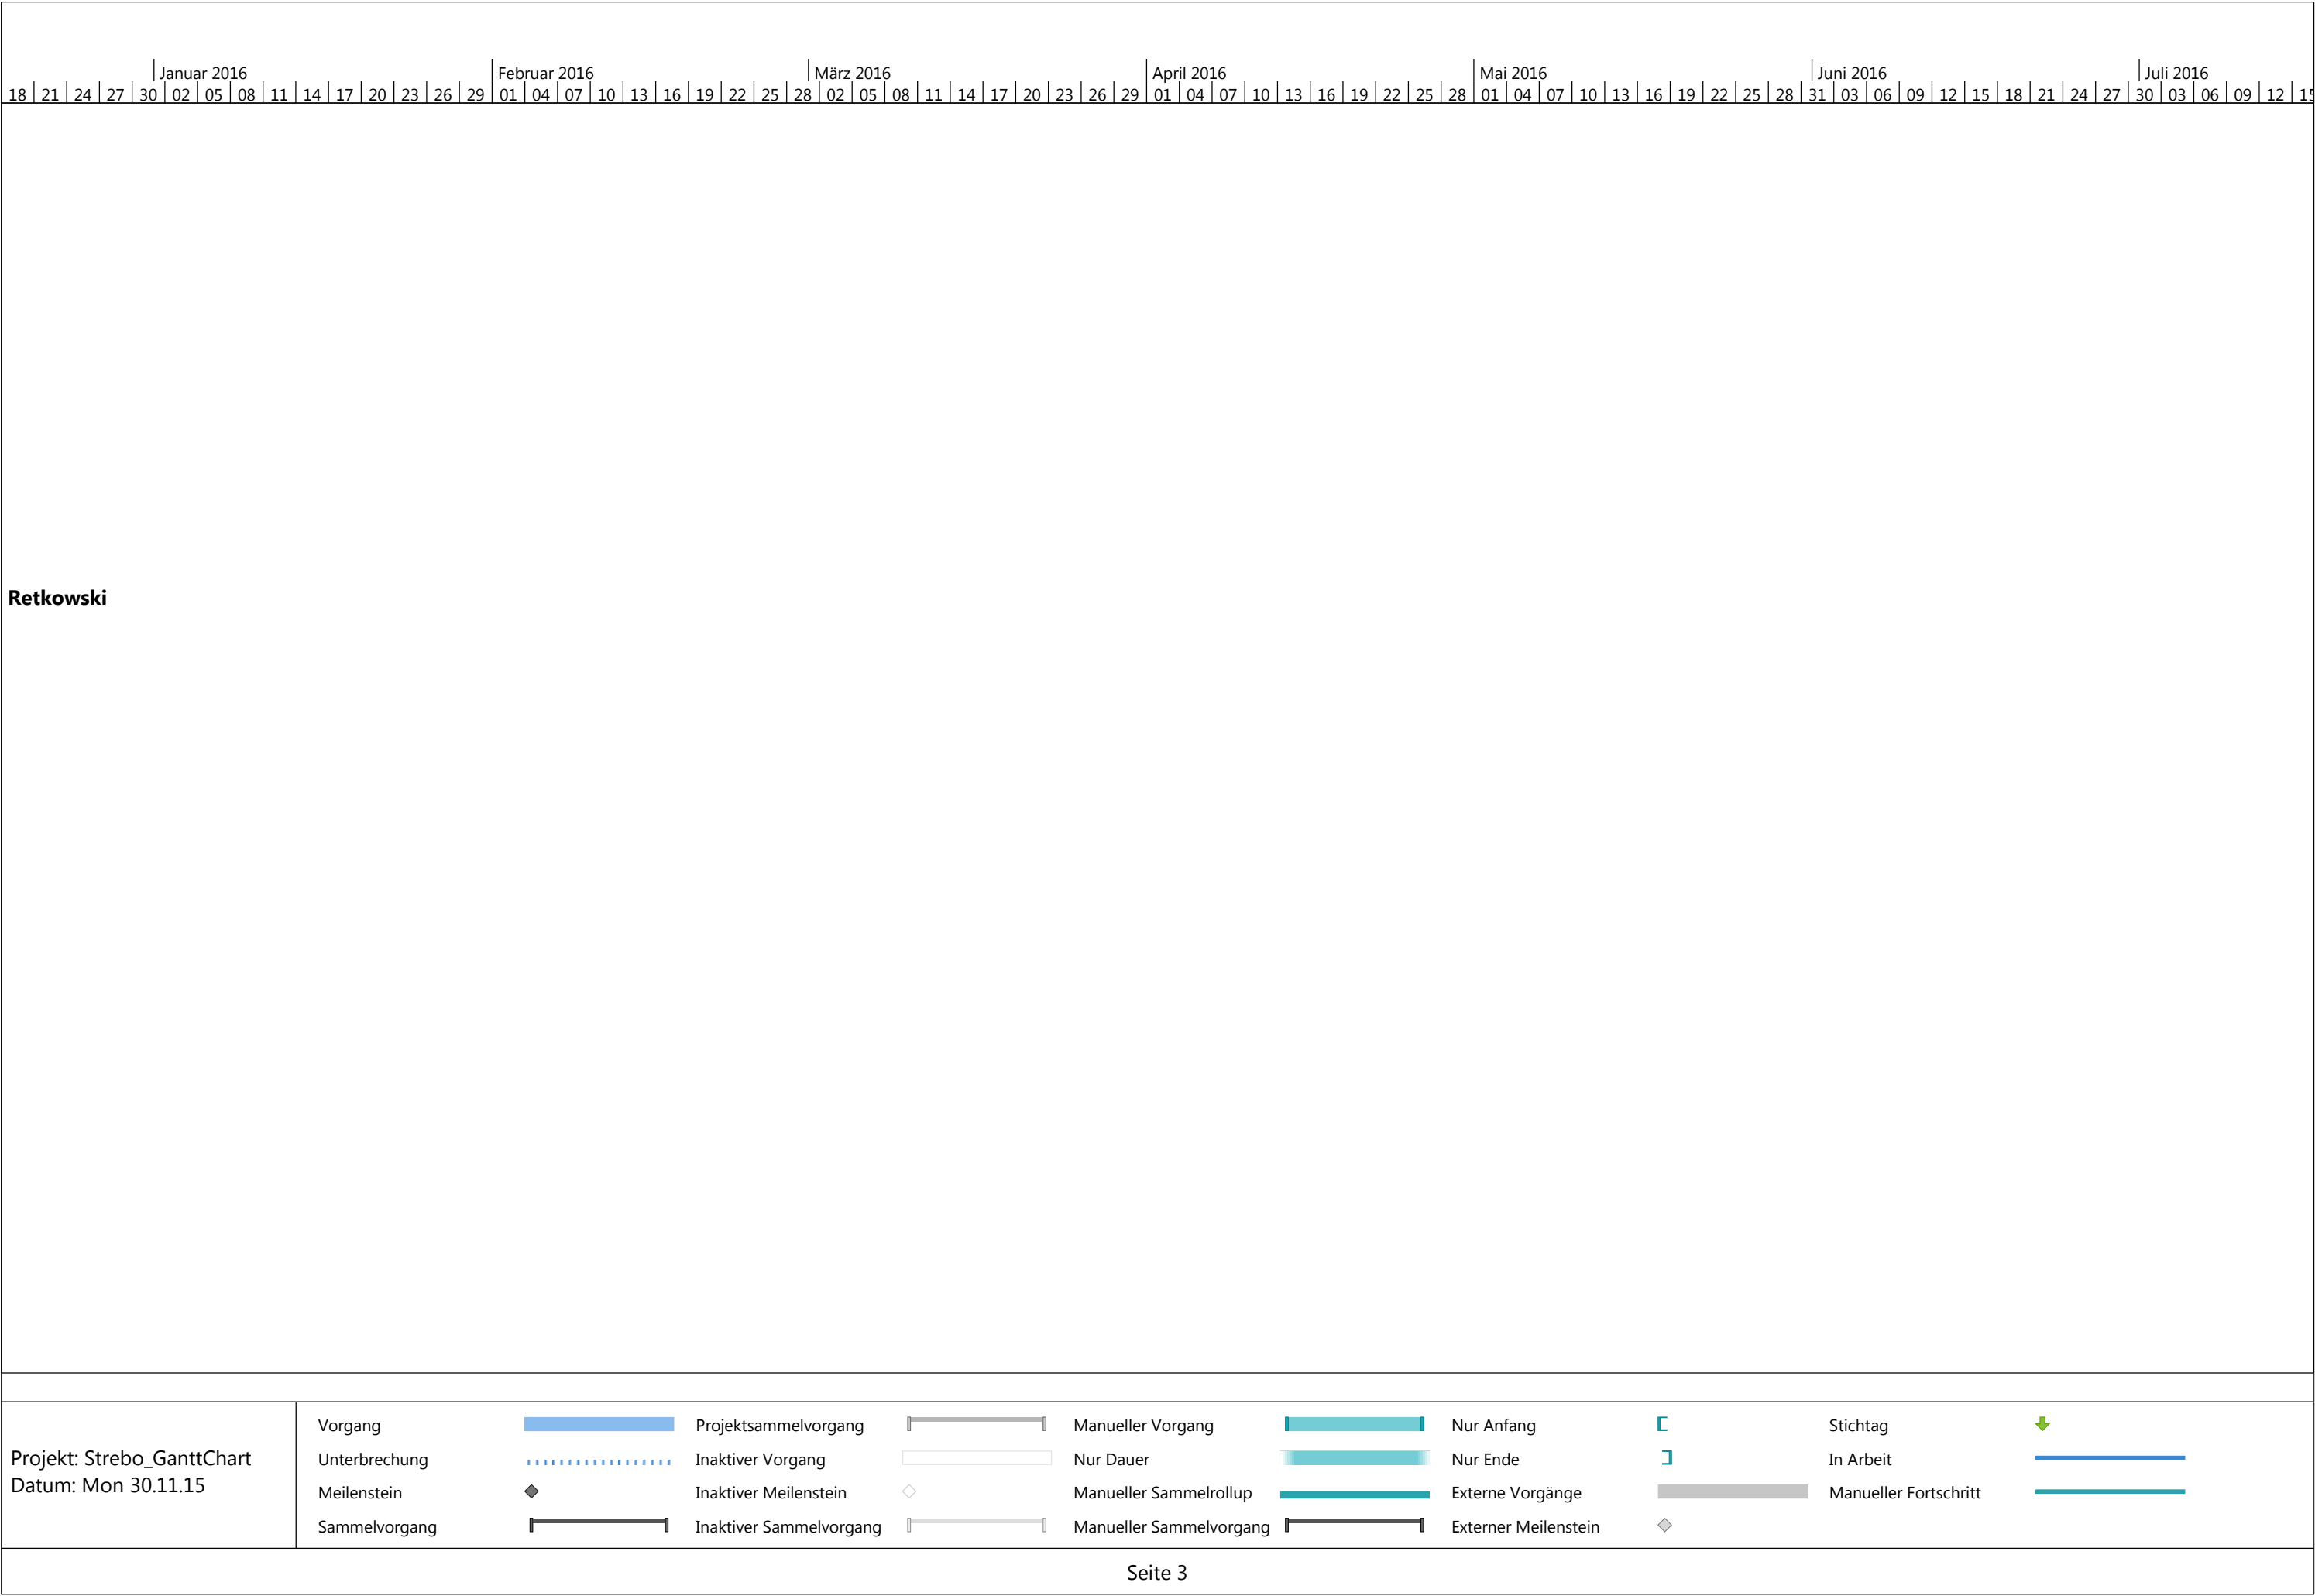 Januar 2016 Februar 2016 März 2016 April 2016 Mai 2016 Juni 2016 Juli 2016
18 21 24 27 30 02 05 08 11 14 17 20 23 26 29 01 04 07 10 13 16 19 22 25 28 02 05 08 11 14 17 20 23 26 29 01 04 07 10 13 16 19 22 25 28 01 04 07 10 13 16 19 22 25 28 31 03 06 09 12 15 18 21 24 27 30 03 06 09 12 15
Retkowski
Projekt: Strebo_GanttChart
Datum: Mon 30.11.15
Vorgang Projektsammelvorgang Manueller Vorgang Nur Anfang Stichtag
Unterbrechung Inaktiver Vorgang Nur Dauer Nur Ende In Arbeit
Meilenstein Inaktiver Meilenstein Manueller Sammelrollup Externe Vorgänge Manueller Fortschritt
Sammelvorgang Inaktiver Sammelvorgang Manueller Sammelvorgang Externer Meilenstein
Seite 3